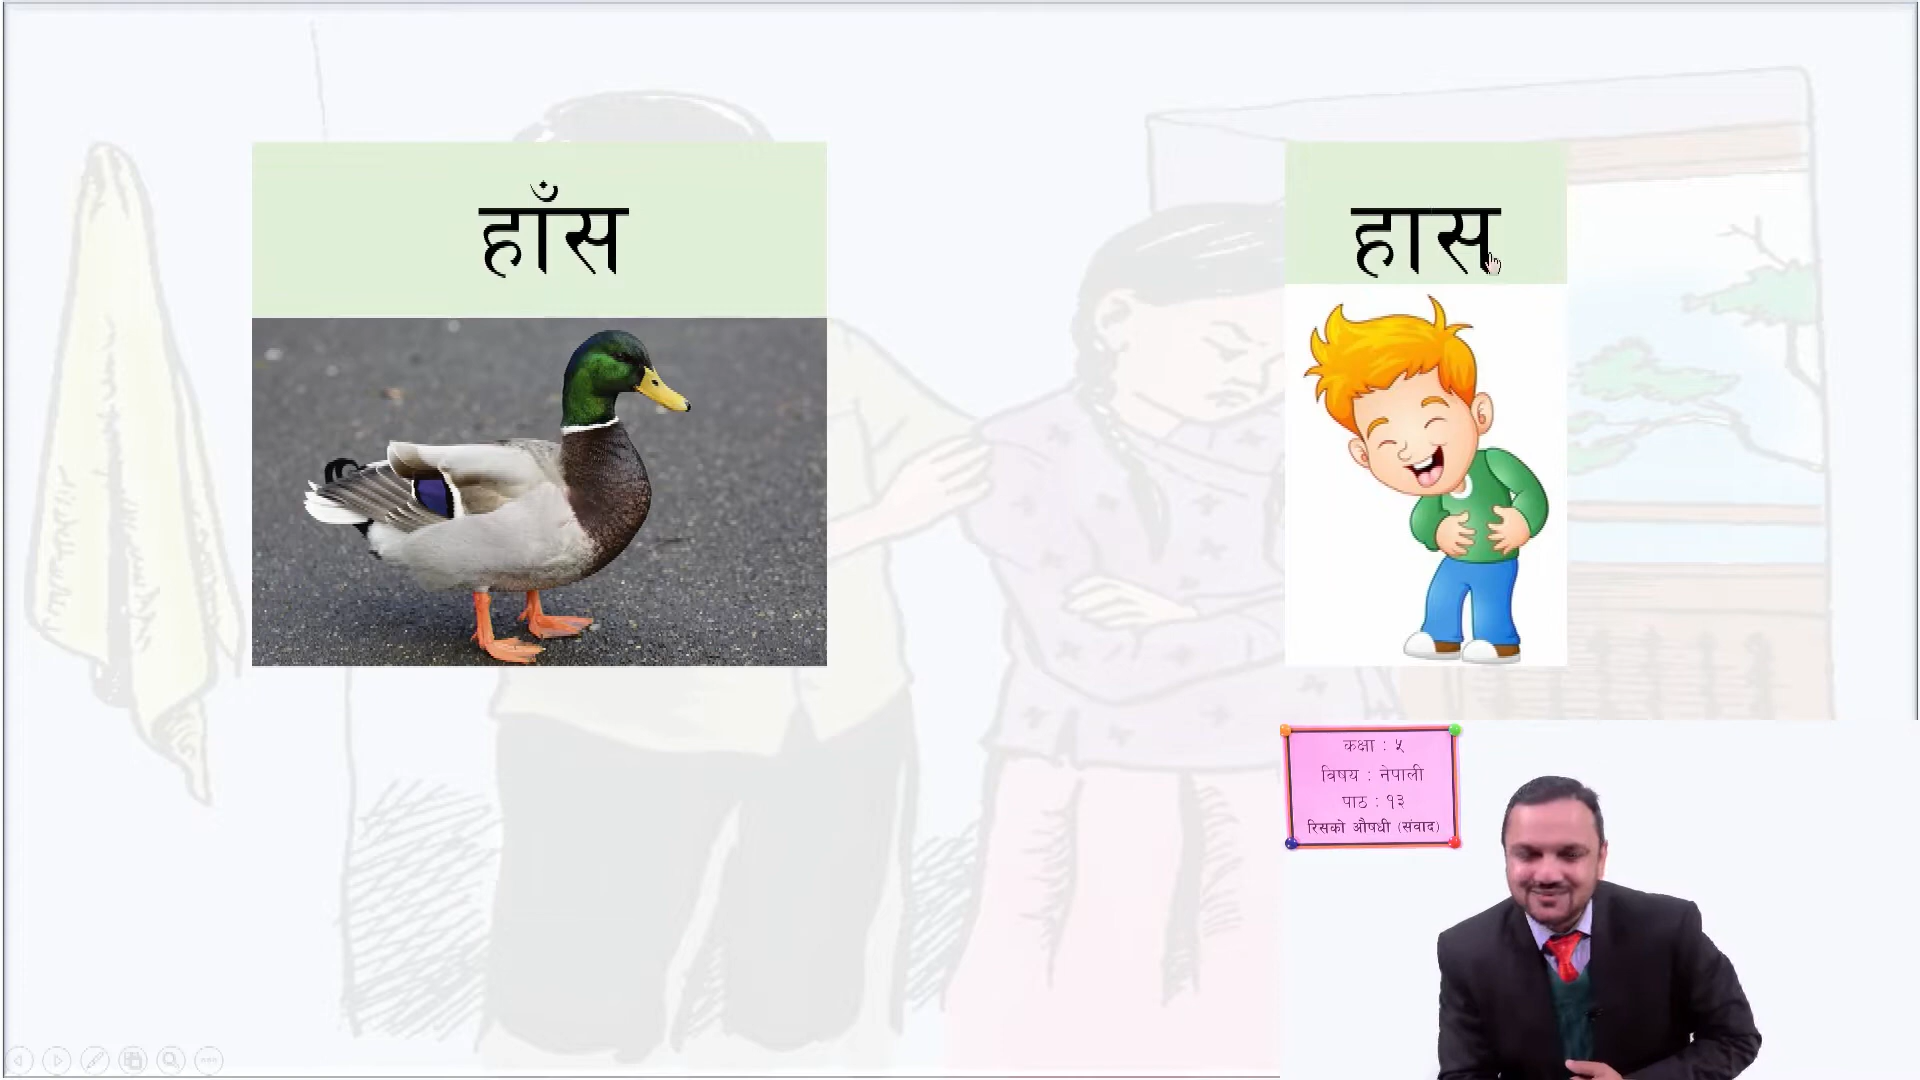 हाँस
हास
कक्षा : ५
विषय : नेपाली
पाठ : १३
रिसको औषधी (संवाद)